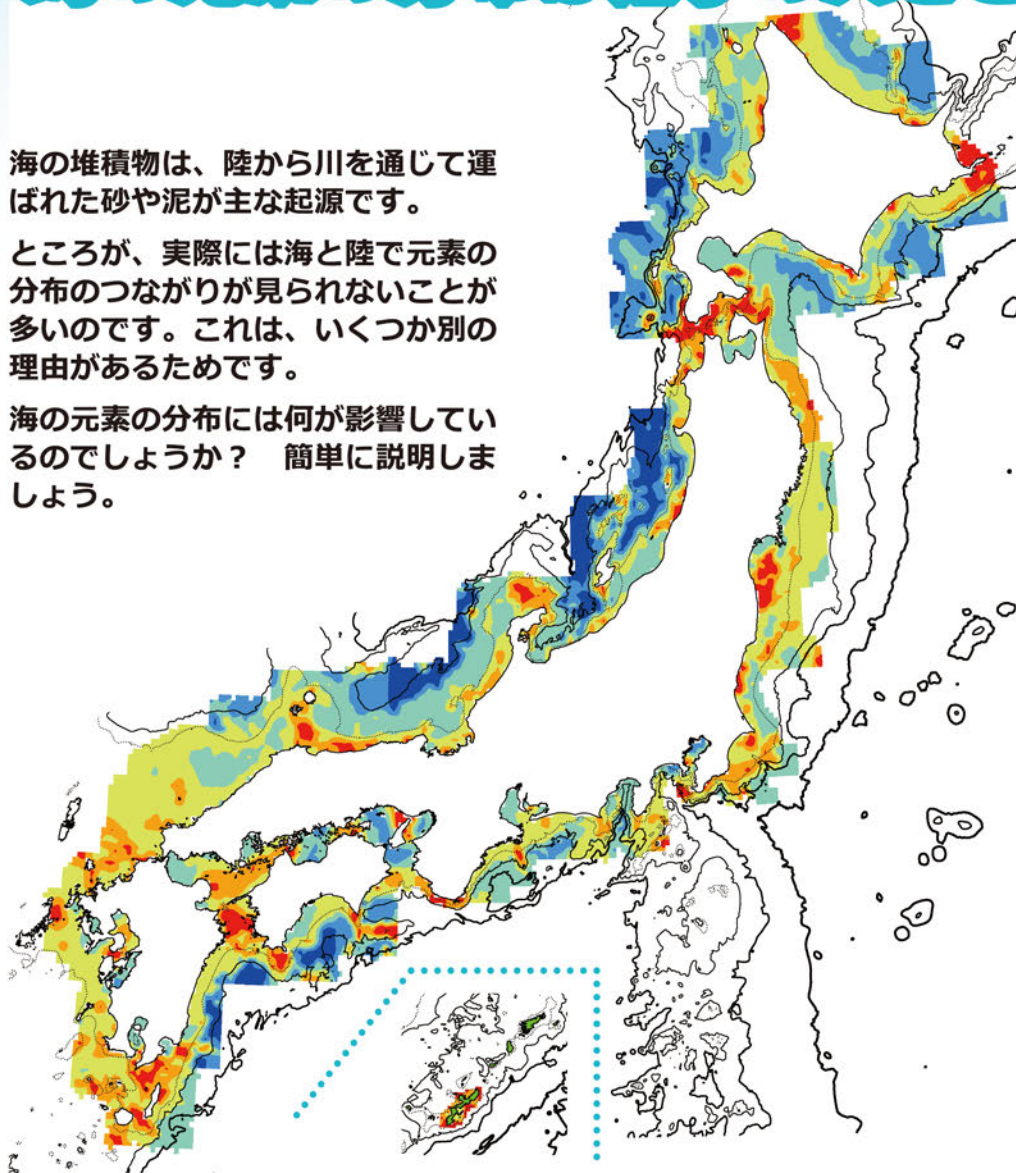 海の堆積物は、陸から川を通じて運
ばれた砂や泥が主な起源です。
ところが、実際には海と陸で元素の
分布のつながりが見られないことが
多いのです。これは、いくつか別の
理由があるためです。
海の元素の分布には何が影響してい
るのでしょうか？　簡単に説明しま
しょう。